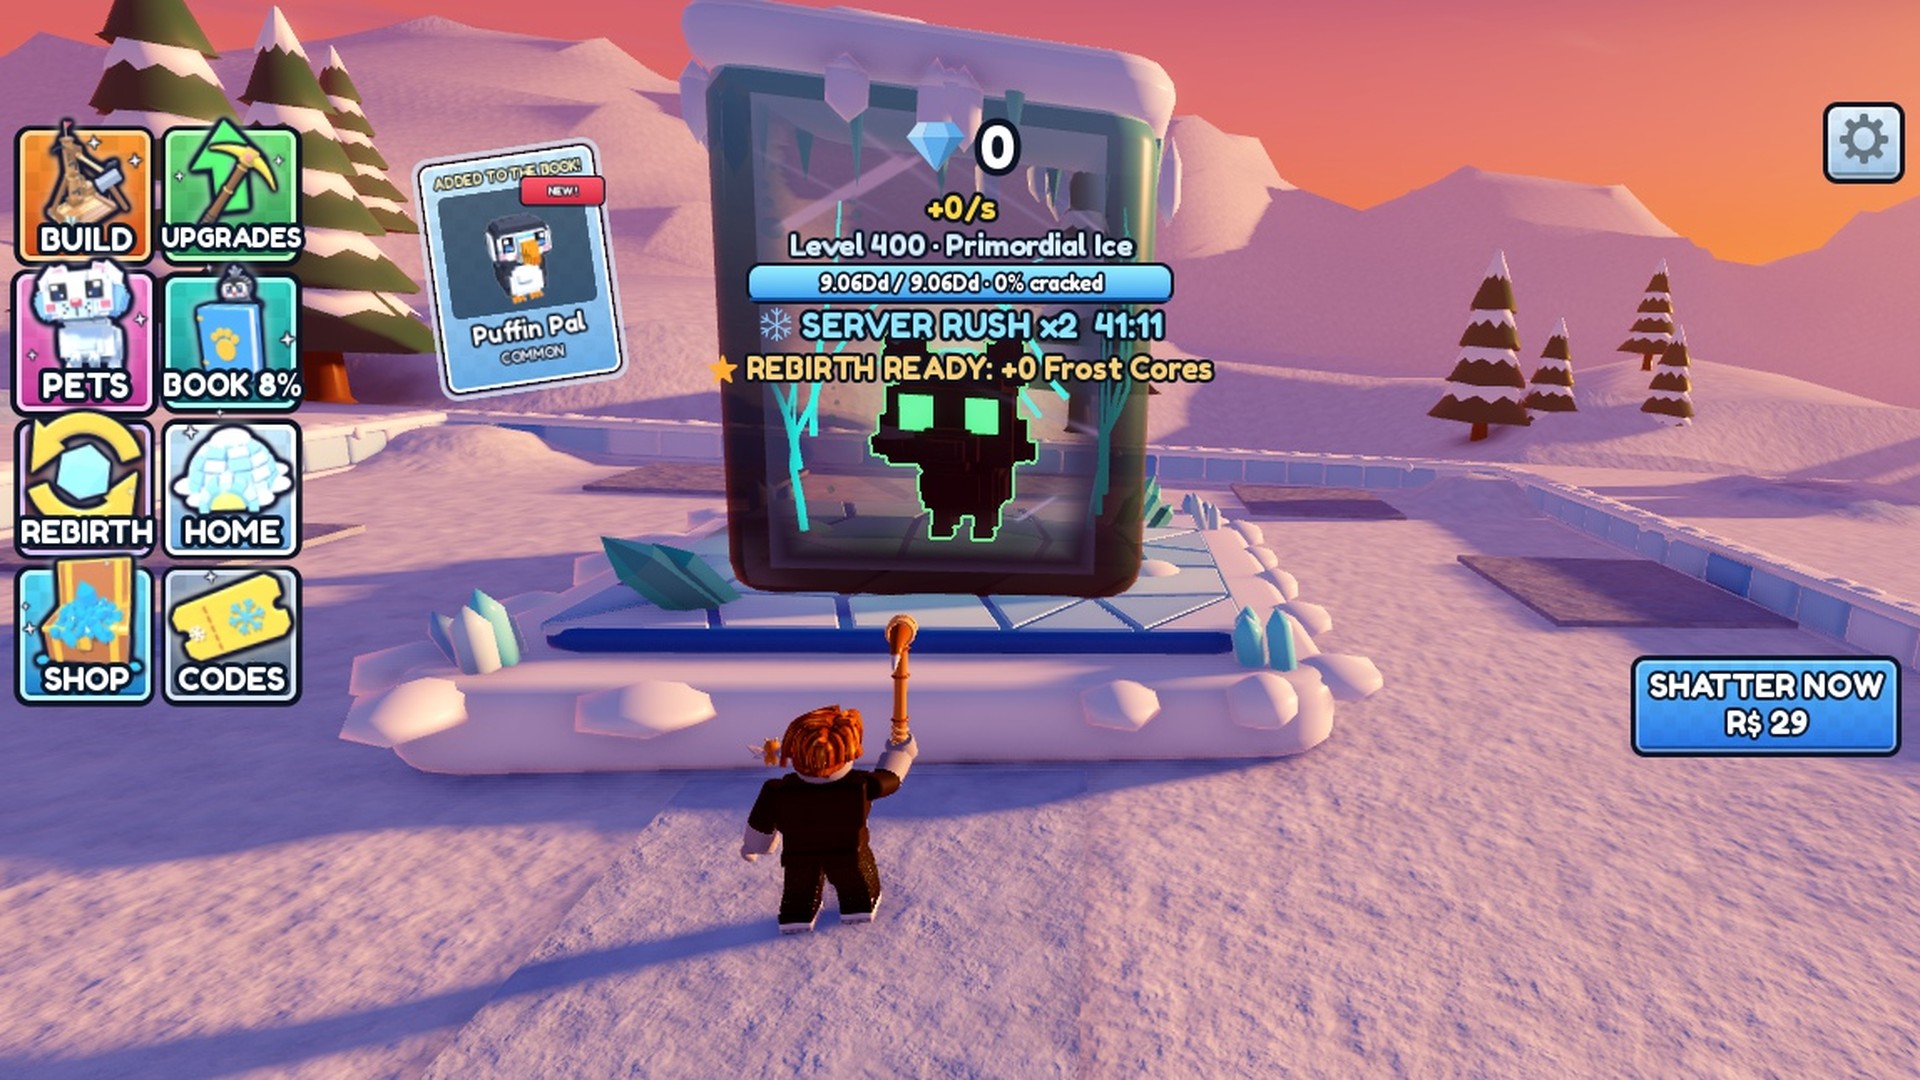 BUILD
UPGRADES
PETS
BOOK 8%
REBIRTH
HOME
SHOP
CODES
ADDED TO THE BOOK!
NEW!
Puffin Pal
COMMON
0
+0/s
Level 400 · Primordial Ice
9.06Dd / 9.06Dd · 0% cracked
SERVER RUSH x2 41:11
REBIRTH READY: +0 Frost Cores
SHATTER NOW
R$ 29